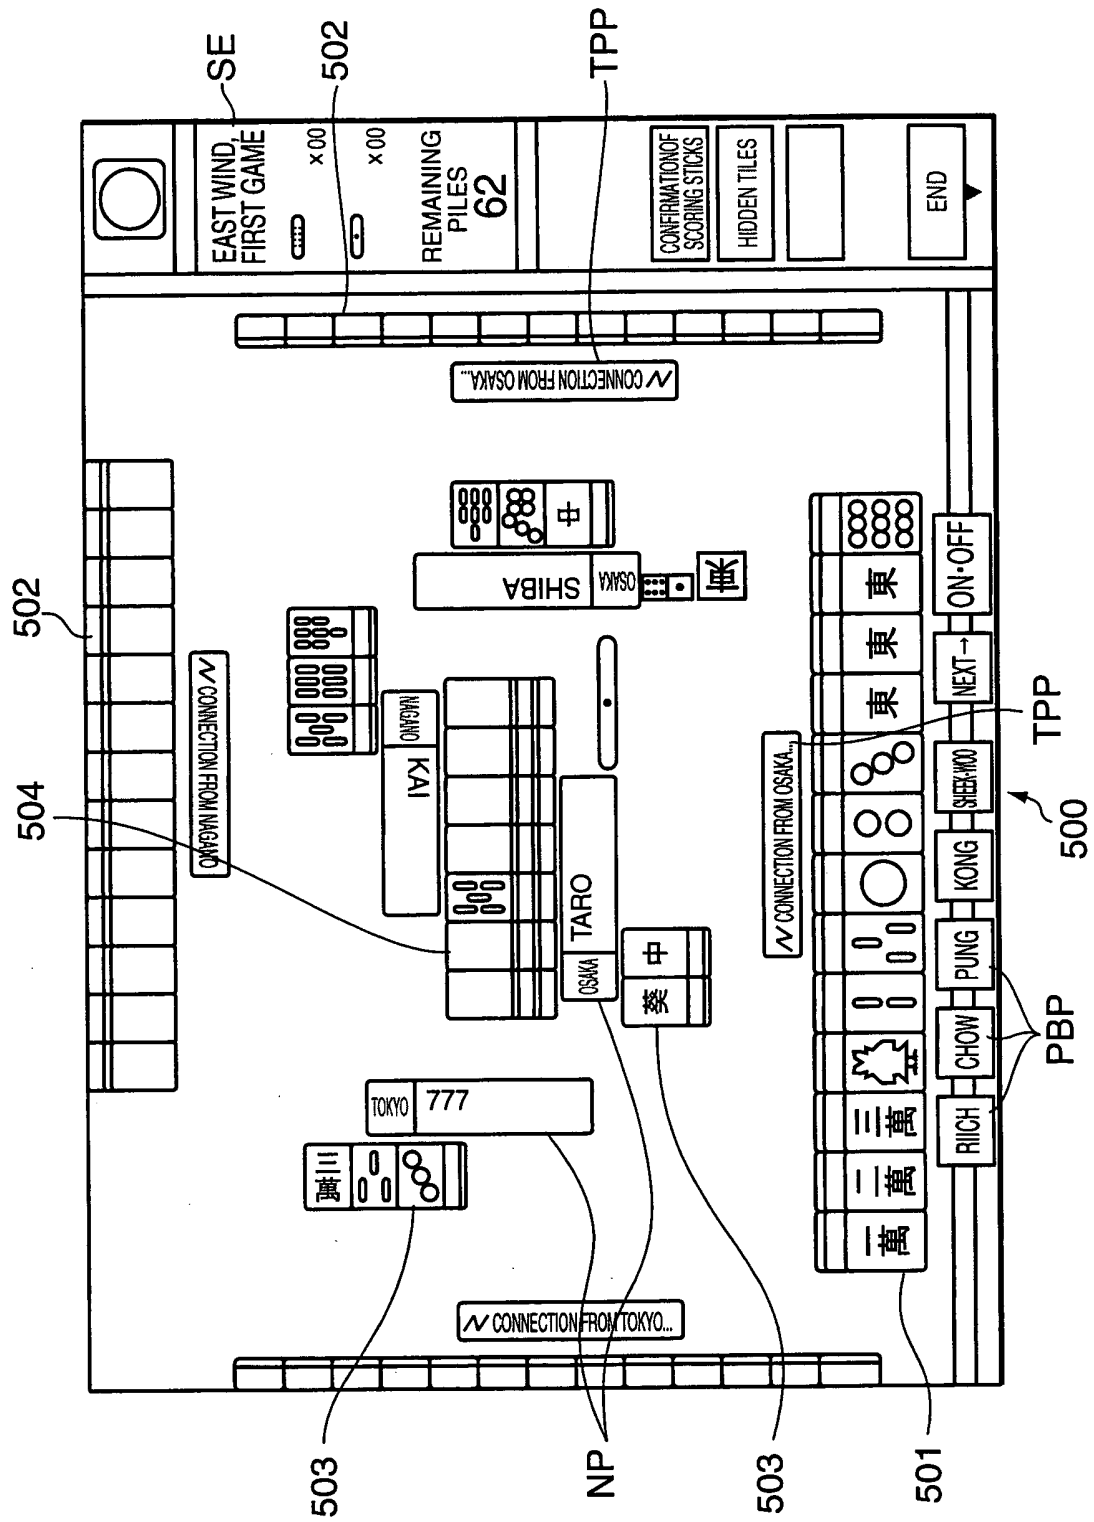 504
502
SE
EAST WIND,
FIRST GAME
x 00
x 00
502
REMAINING
PILES
62
CONNECTION FROM NAGANO
503
三萬
TOKYO
777
KAI
NAGANO
SHIBA
OSAKA
中
TPP
CONNECTION FROM TOKYO...
CONNECTION FROM OSAKA...
NP
OSAKA
TARO
葵
中
CONFIRMATIONOF
SCORING STICKS
HIDDEN TILES
503
CONNECTION FROM OSAKA...
一萬
二萬
三萬
東
東
東
END
501
RIICH
CHOW
PUNG
KONG
SHEEK-WOO
NEXT→
ON·OFF
PBP
500
TPP